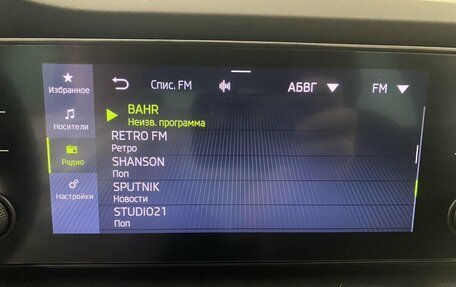 Избранное
Носители
Радио
Настройки
Спис. FM
АБВГ
FM
BAHR
Неизв. программа
RETRO FM
Ретро
SHANSON
Поп
SPUTNIK
Новости
STUDIO21
Поп